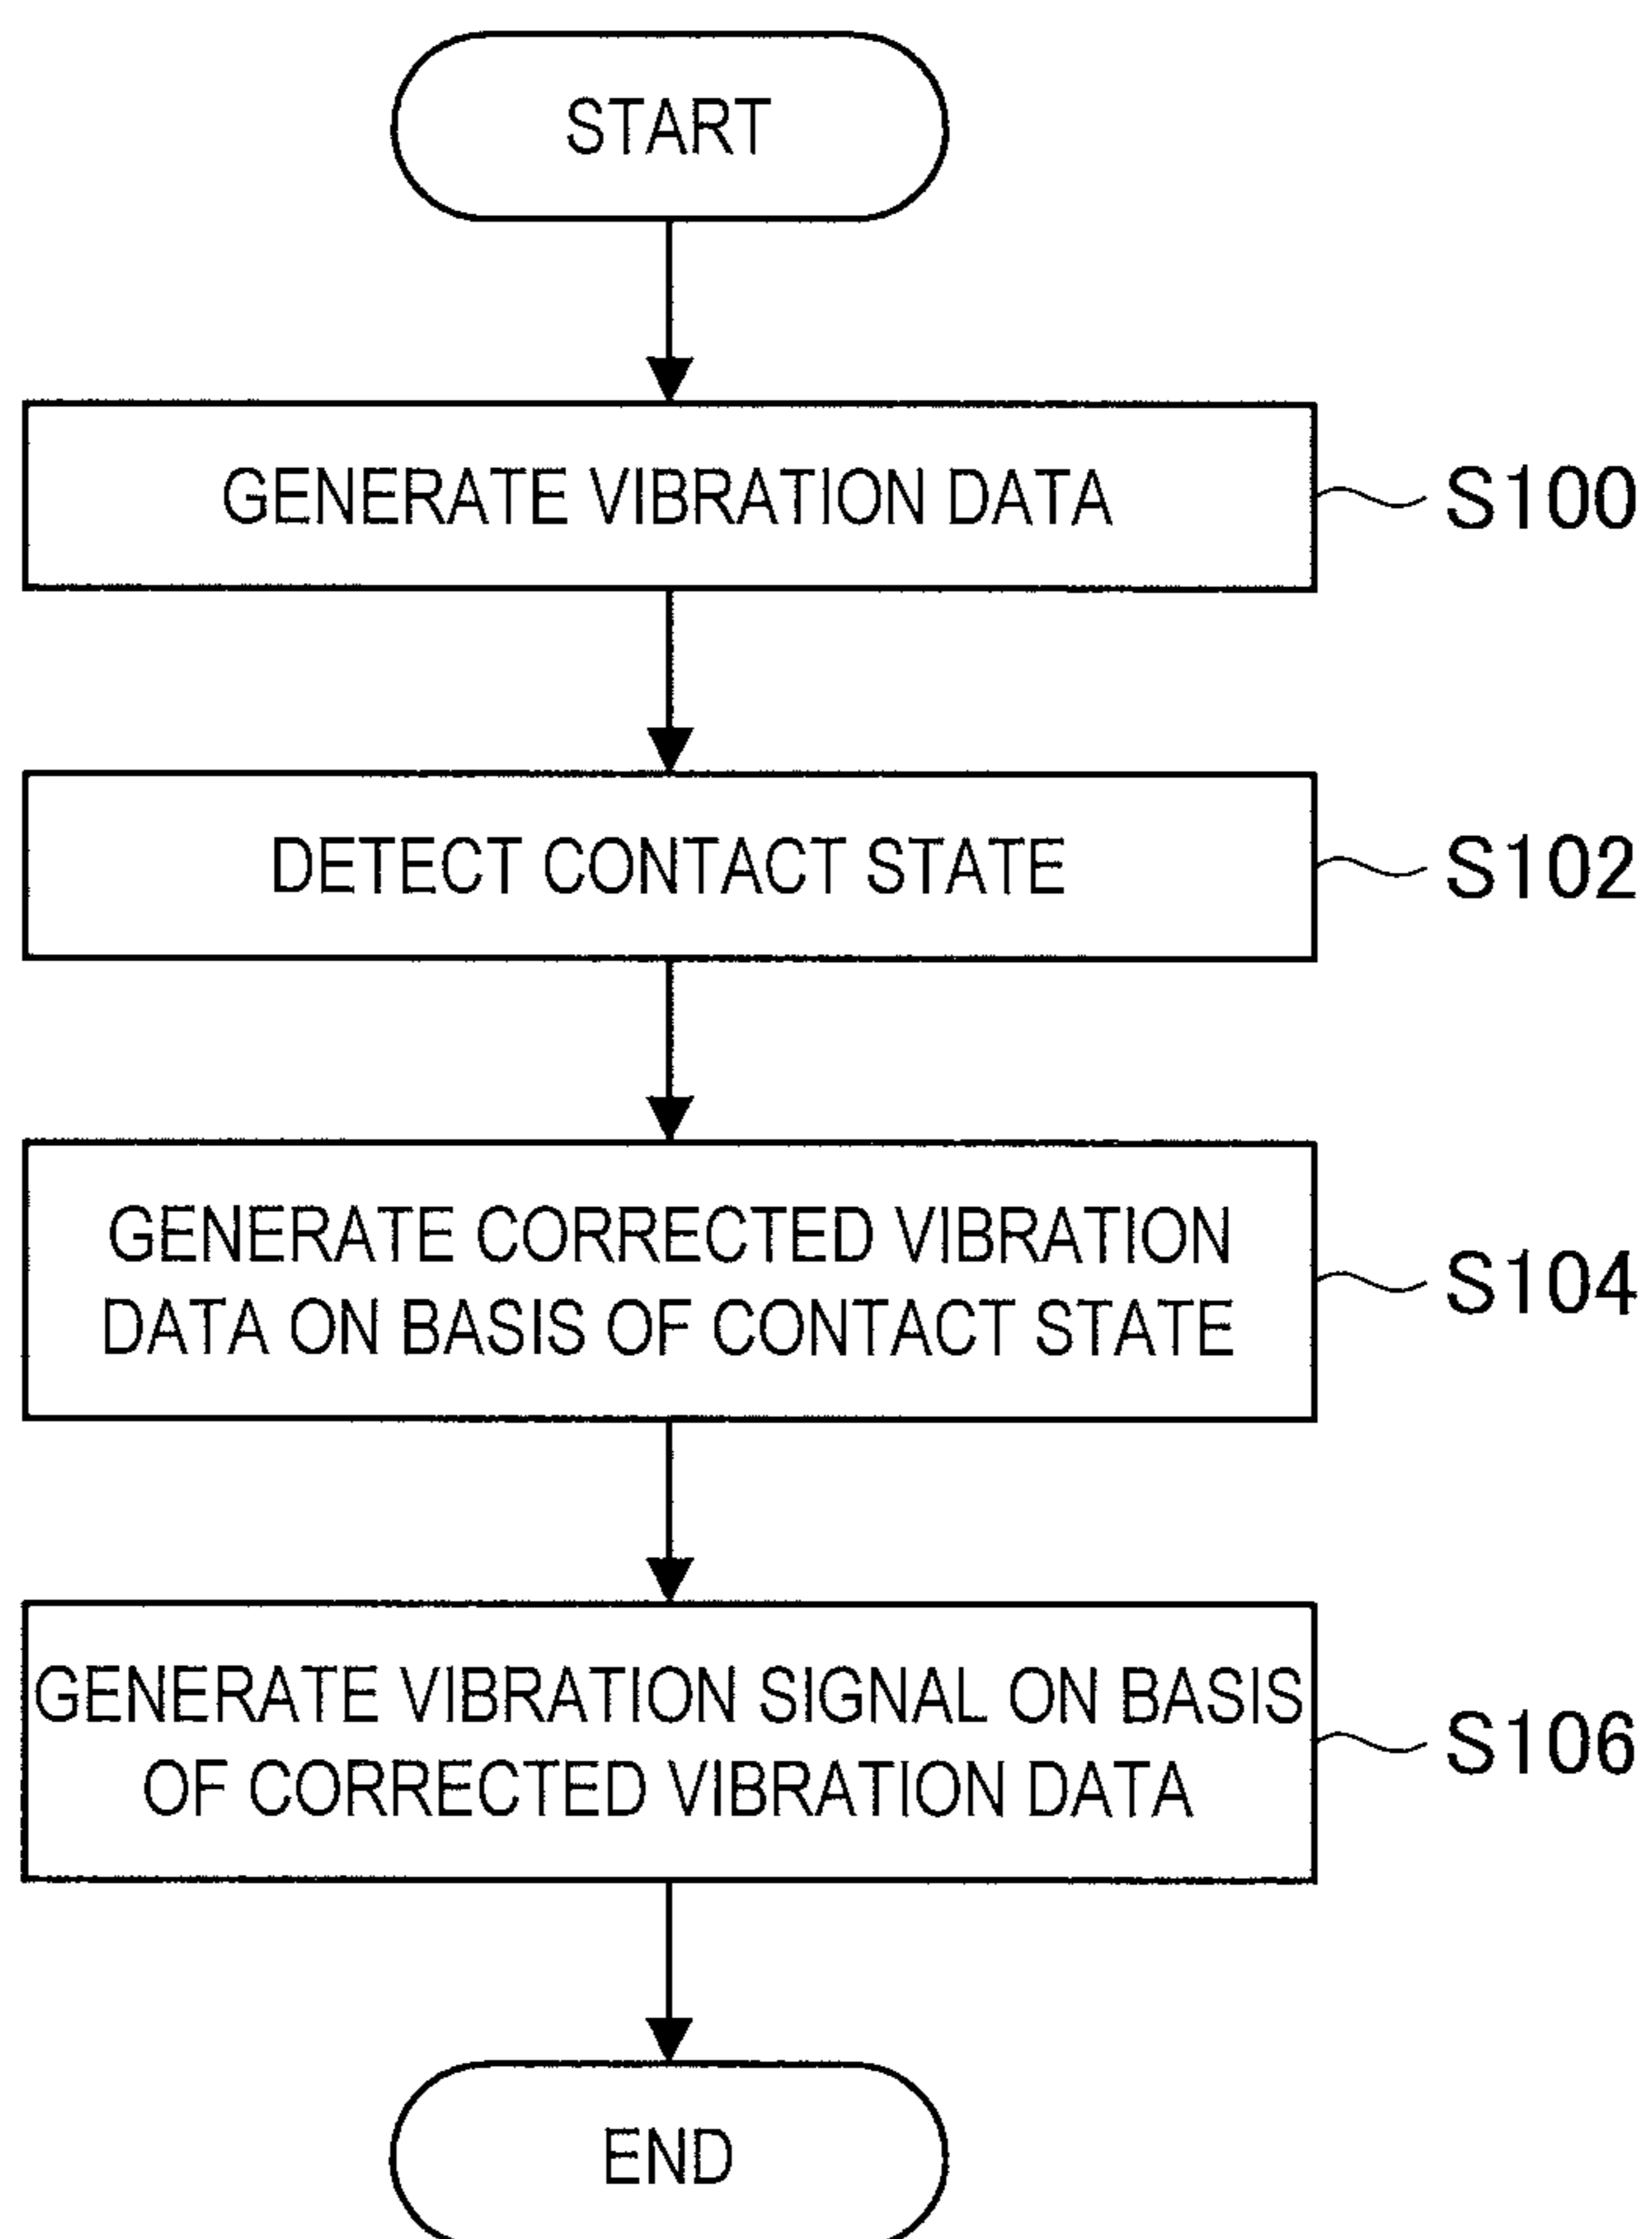 START
GENERATE VIBRATION DATA
S100
DETECT CONTACT STATE
S102
GENERATE CORRECTED VIBRATION
DATA ON BASIS OF CONTACT STATE
S104
GENERATE VIBRATION SIGNAL ON BASIS
OF CORRECTED VIBRATION DATA
S106
END